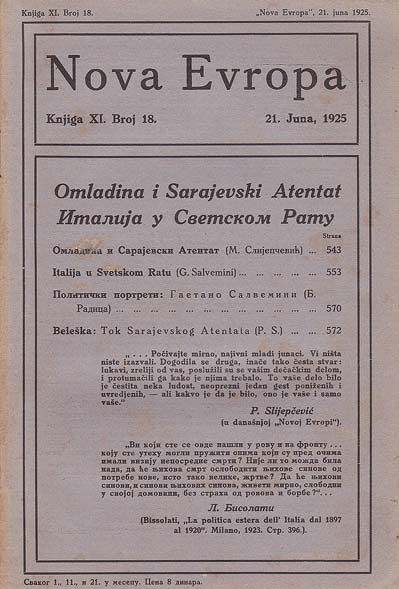 Knjiga XI. Broj 18. „Nova Evropa", 21. juna 1925.
Nova Evropa
Knjiga XI. Broj 18. 21. Juna, 1925
Omladina i Sarajevski Atentat
Италија у Светском Рату
Strana
Омладина и Сарајевски Атентат (М. Слијепчевић) ... 543
Italija u Svetskom Ratu (G. Salvemini) ... ... ... ... ... 553
Политички портрети: Гаетано Салвемини (Б.
Радица) ... ... ... ... ... ... ... ... ... ... ... 570
Beleška: Tok Sarajevskog Atentata (P. S.) ... ... ... 572
„ . . . Počivajte mirno, najivni mladi junaci. Vi ništa
niste izazvali. Dogodila se druga, inače tako česta stvar:
lukavi, zreliji od vas, poslužili su se vašim dečačkim delom,
i protumačili ga kako je njima trebalo. To vaše delo bilo
je čestita neka ludost, neoprezni jedan gest poniženih i
uvredjenih, — ali kakvo je da je bilo, ono je vaše i samo
vaše."
P. Slijepčević
(u današnjoj „Novoj Evropi").
„Ви који сте се овде нашли у рову и на фронту . . .
коју сте утеху могли пружити онима који су пред очима
имали визију непосредне смрти? Није ли то можда била
нада, да ће њихова смрт ослободити њихове синове од
потребе нове, исто тако велике, жртве? Да ће њихови
синови, и синови њихових синова, живети мирно, слободни
у својој домовини, без страха од ровова и борбе?"...
Л. Бисолати
(Bissolati, „La politica estera dell' Italia dal 1897
al 1920". Milano, 1923. Стр. 396.).
Сваког 1., 11., и 21. у месецу. Цена 8 динара.